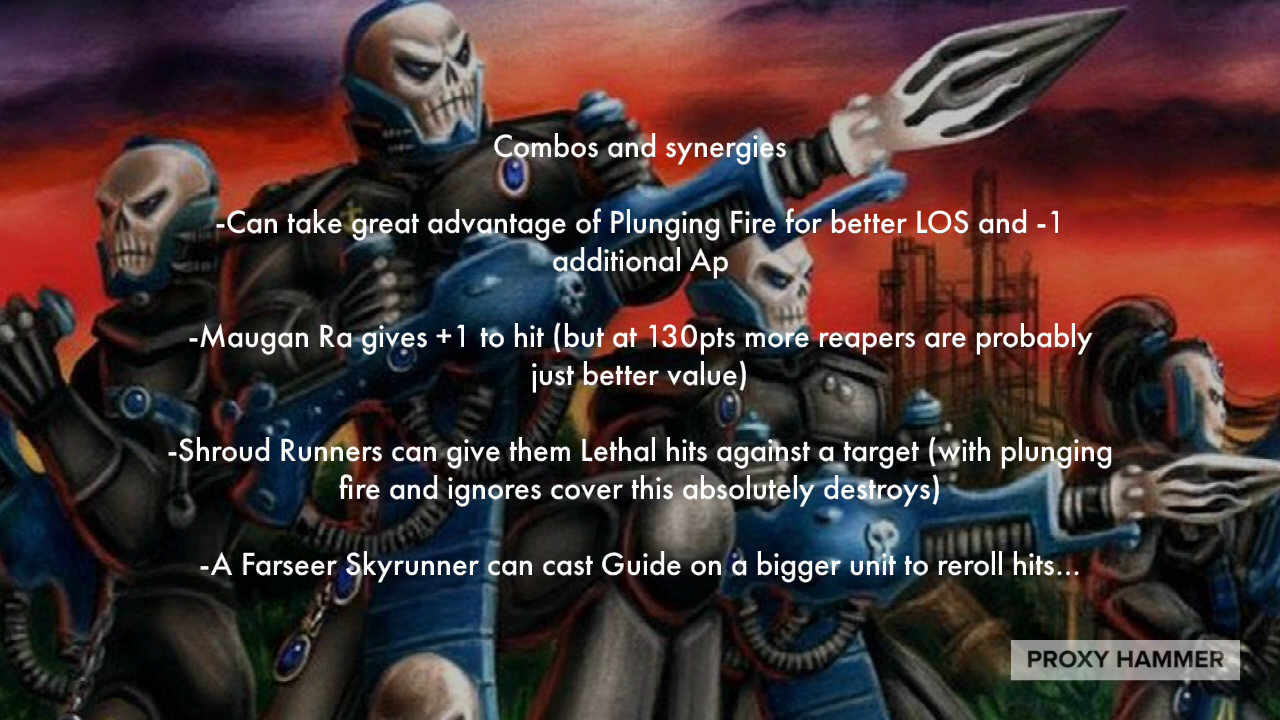 Combos and synergies
-Can take great advantage of Plunging Fire for better LOS and -1
additional Ap
-Maugan Ra gives +1 to hit (but at 130pts more reapers are probably
just better value)
-Shroud Runners can give them Lethal hits against a target (with plunging
fire and ignores cover this absolutely destroys)
-A Farseer Skyrunner can cast Guide on a bigger unit to reroll hits...
PROXY HAMMER